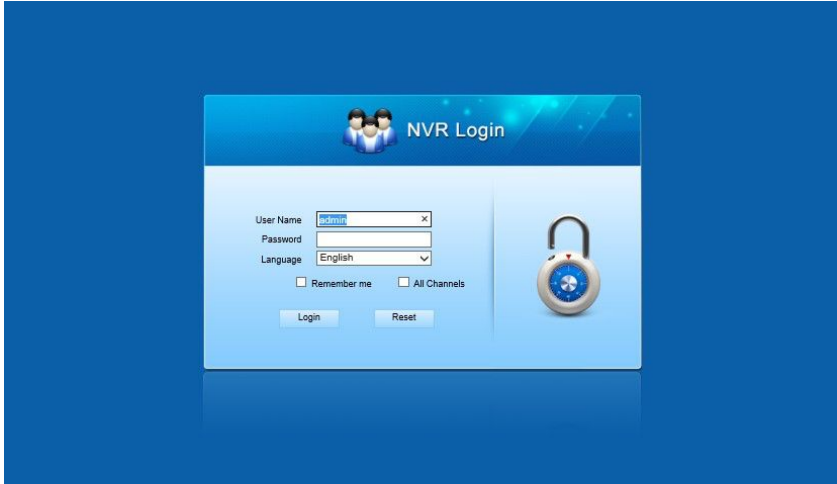 NVR Login
User Name admin
Password
Language English
Remember me All Channels
Login Reset